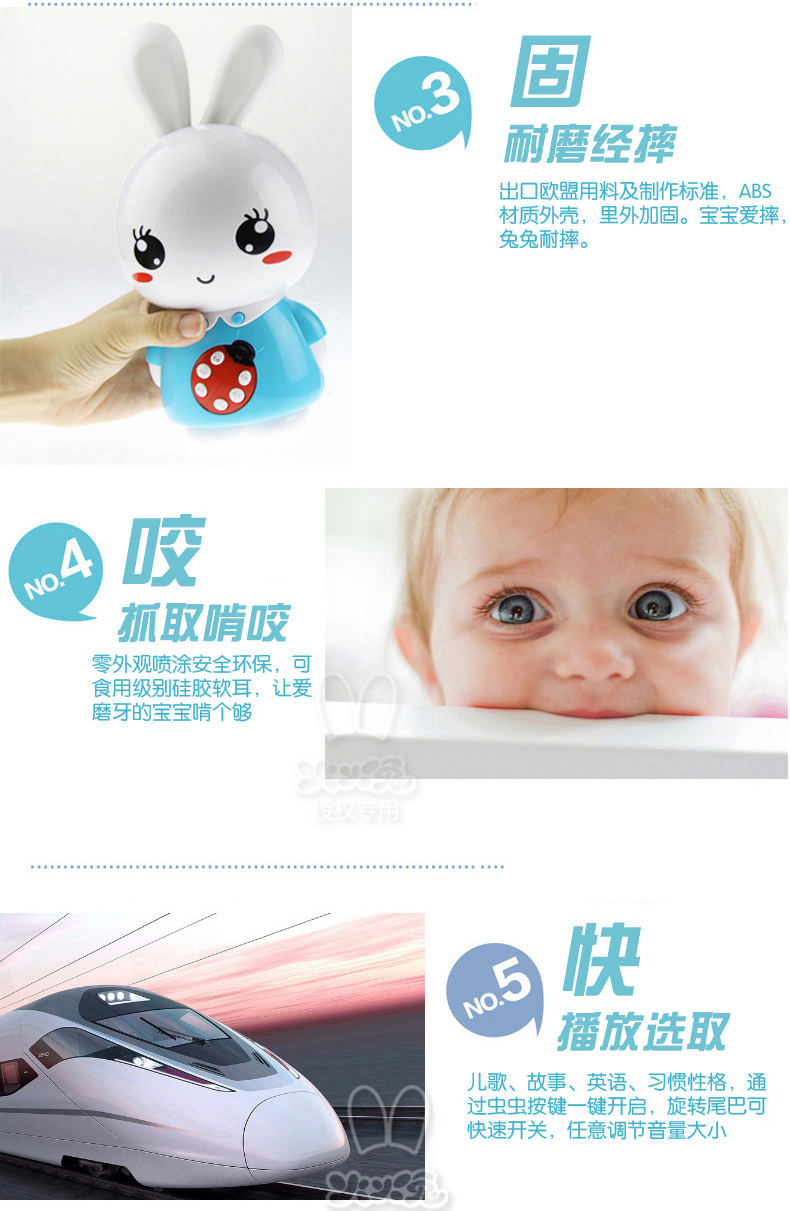 NO.3
固
耐磨经摔
出口欧盟用料及制作标准，ABS
材质外壳，里外加固。宝宝爱摔，
兔兔耐摔。
NO.4
咬
抓取啃咬
零外观喷涂安全环保，可
食用级别硅胶软耳，让爱
磨牙的宝宝啃个够
火火兔
授权专用
NO.5
快
播放选取
儿歌、故事、英语、习惯性格，通
过虫虫按键一键开启，旋转尾巴可
快速开关，任意调节音量大小
火火兔